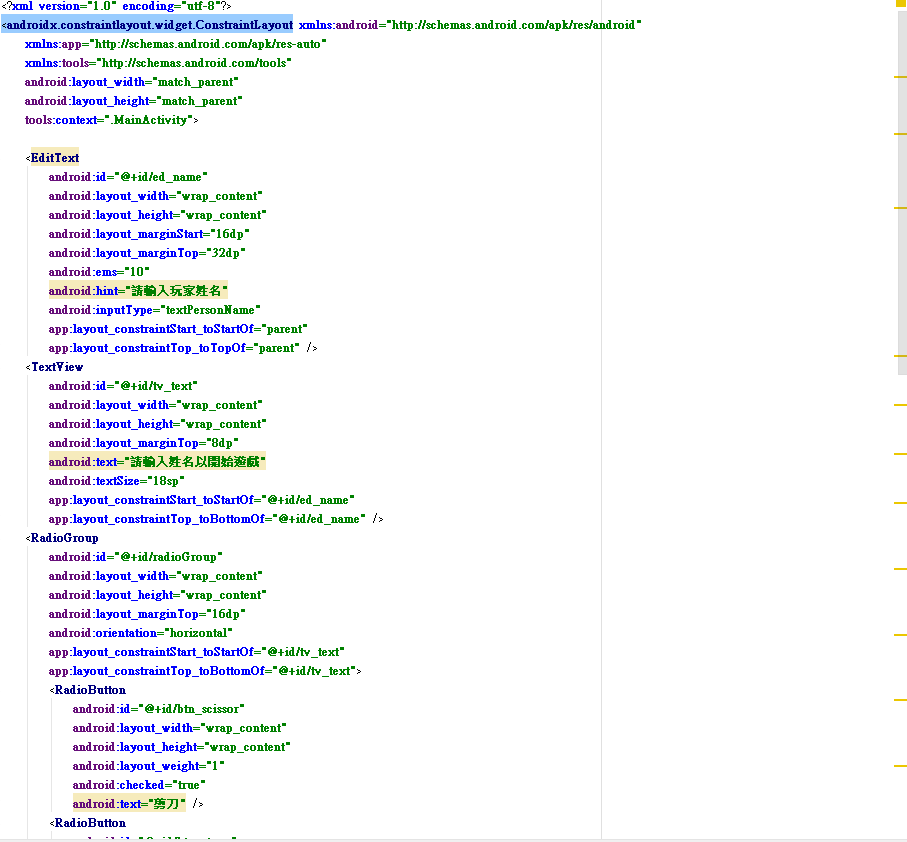 <?xml version="1.0" encoding="utf-8"?>
<androidx.constraintlayout.widget.ConstraintLayout xmlns:android="http://schemas.android.com/apk/res/android"
xmlns:app="http://schemas.android.com/apk/res-auto"
xmlns:tools="http://schemas.android.com/tools"
android:layout_width="match_parent"
android:layout_height="match_parent"
tools:context=".MainActivity">
<EditText
android:id="@+id/ed_name"
android:layout_width="wrap_content"
android:layout_height="wrap_content"
android:layout_marginStart="16dp"
android:layout_marginTop="32dp"
android:ems="10"
android:hint="請輸入玩家姓名"
android:inputType="textPersonName"
app:layout_constraintStart_toStartOf="parent"
app:layout_constraintTop_toTopOf="parent" />
<TextView
android:id="@+id/tv_text"
android:layout_width="wrap_content"
android:layout_height="wrap_content"
android:layout_marginTop="8dp"
android:text="請輸入姓名以開始遊戲"
android:textSize="18sp"
app:layout_constraintStart_toStartOf="@+id/ed_name"
app:layout_constraintTop_toBottomOf="@+id/ed_name" />
<RadioGroup
android:id="@+id/radioGroup"
android:layout_width="wrap_content"
android:layout_height="wrap_content"
android:layout_marginTop="16dp"
android:orientation="horizontal"
app:layout_constraintStart_toStartOf="@+id/tv_text"
app:layout_constraintTop_toBottomOf="@+id/tv_text">
<RadioButton
android:id="@+id/btn_scissor"
android:layout_width="wrap_content"
android:layout_height="wrap_content"
android:layout_weight="1"
android:checked="true"
android:text="剪刀" />
<RadioButton